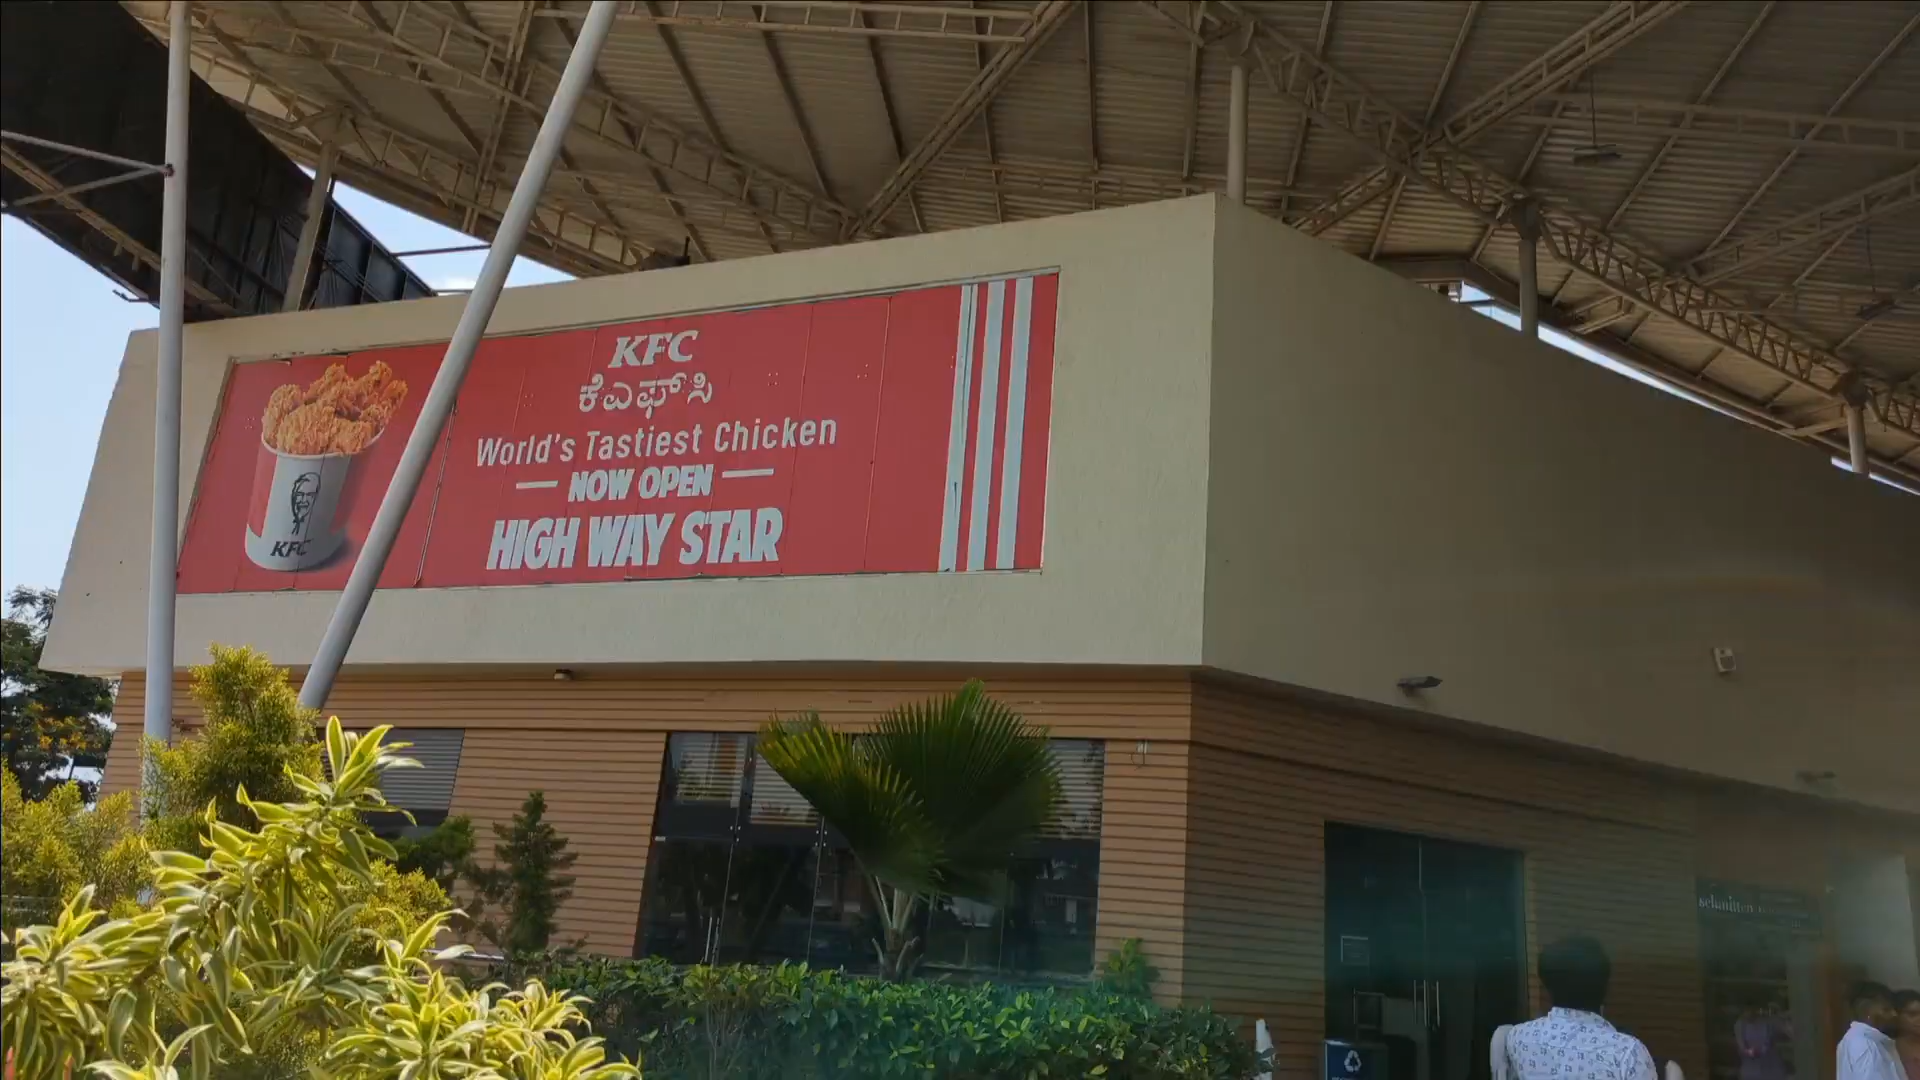 KFC
ಕೆಎಫ್‌ಸಿ
World's Tastiest Chicken
NOW OPEN
HIGH WAY STAR
KFC